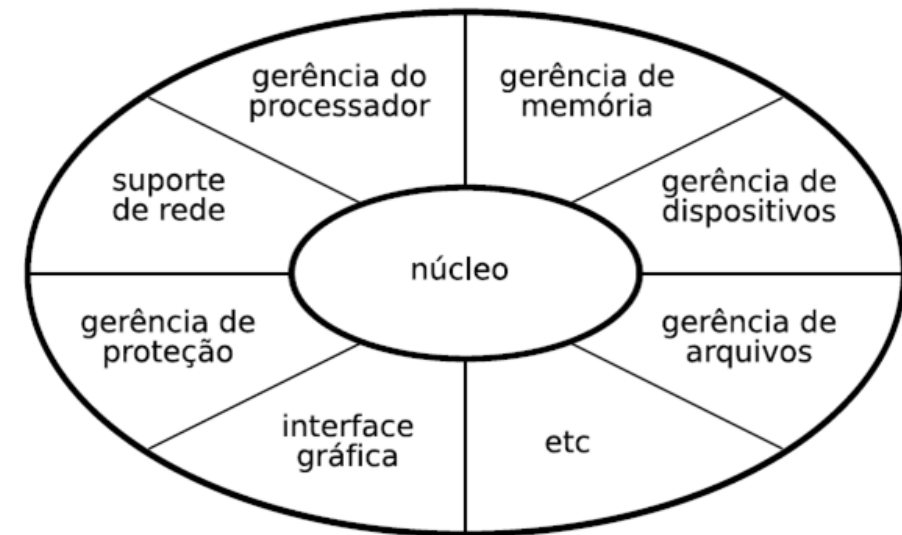 gerência do
processador
gerência de
memória
suporte
de rede
gerência de
dispositivos
núcleo
gerência de
proteção
gerência de
arquivos
interface
gráfica
etc